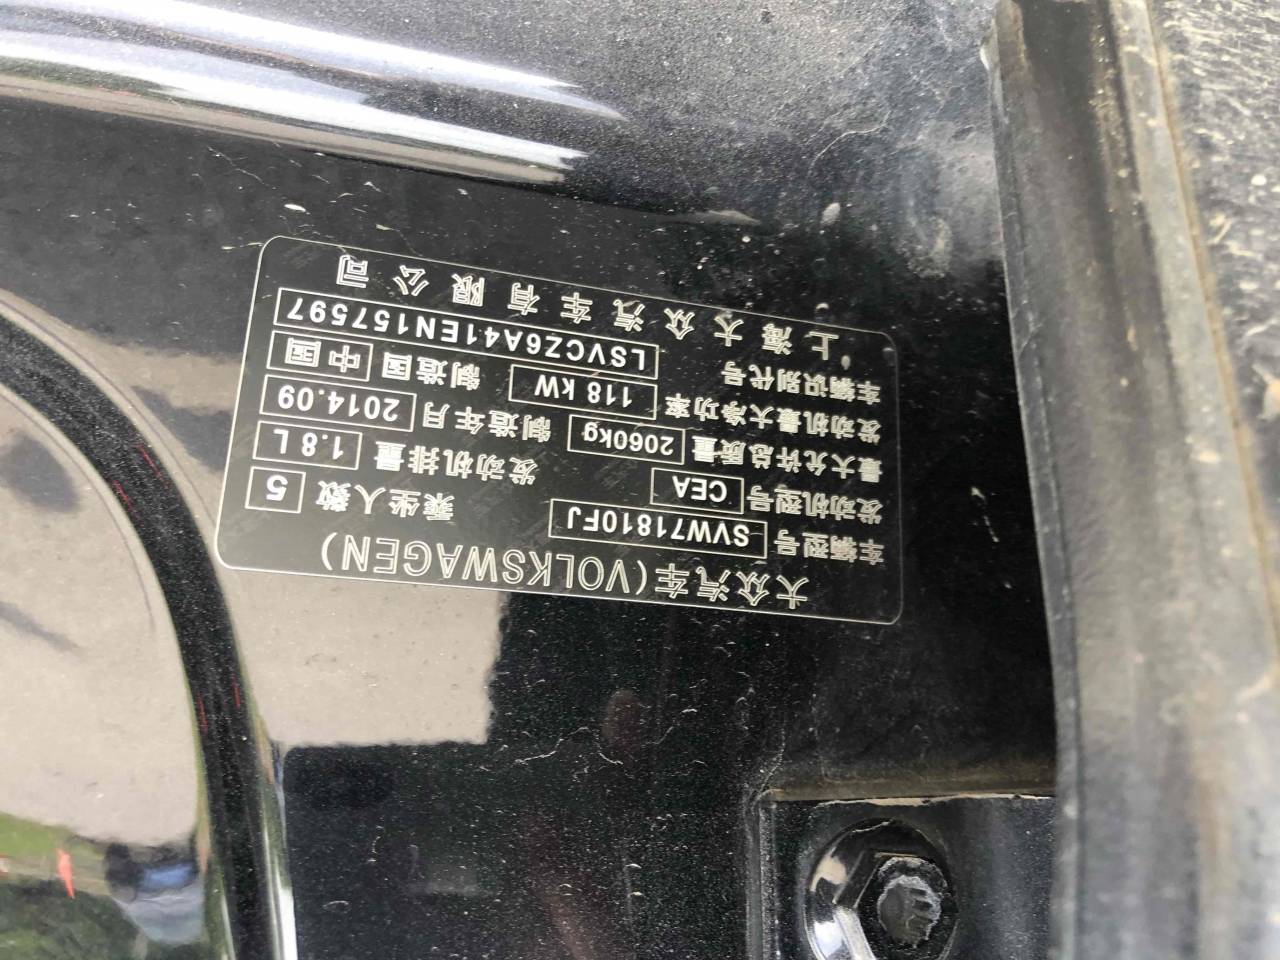 大众汽车(VOLKSWAGEN)
车辆型号 SVW71810FJ 乘坐人数 5
发动机型号 CEA 发动机排量 1.8 L
最大允许总质量 2060kg 制造年月 2014.09
发动机最大净功率 118 kW 制造国 中国
车辆识别代号 LSVCZ6A41EN157597
上海大众汽车有限公司